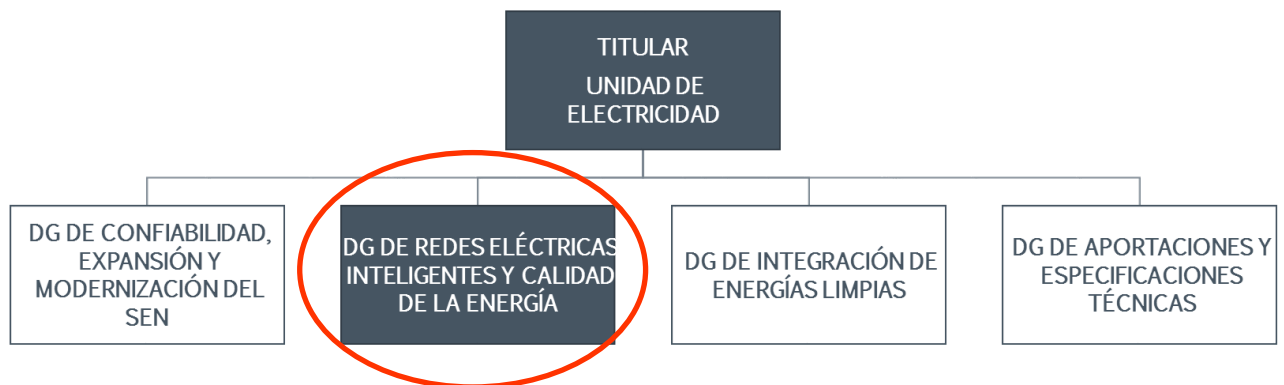 TITULAR
UNIDAD DE
ELECTRICIDAD
DG DE CONFIABILIDAD,
EXPANSIÓN Y
MODERNIZACIÓN DEL
SEN
DG DE REDES ELÉCTRICAS
INTELIGENTES Y CALIDAD
DE LA ENERGÍA
DG DE INTEGRACIÓN DE
ENERGÍAS LIMPIAS
DG DE APORTACIONES Y
ESPECIFICACIONES
TÉCNICAS